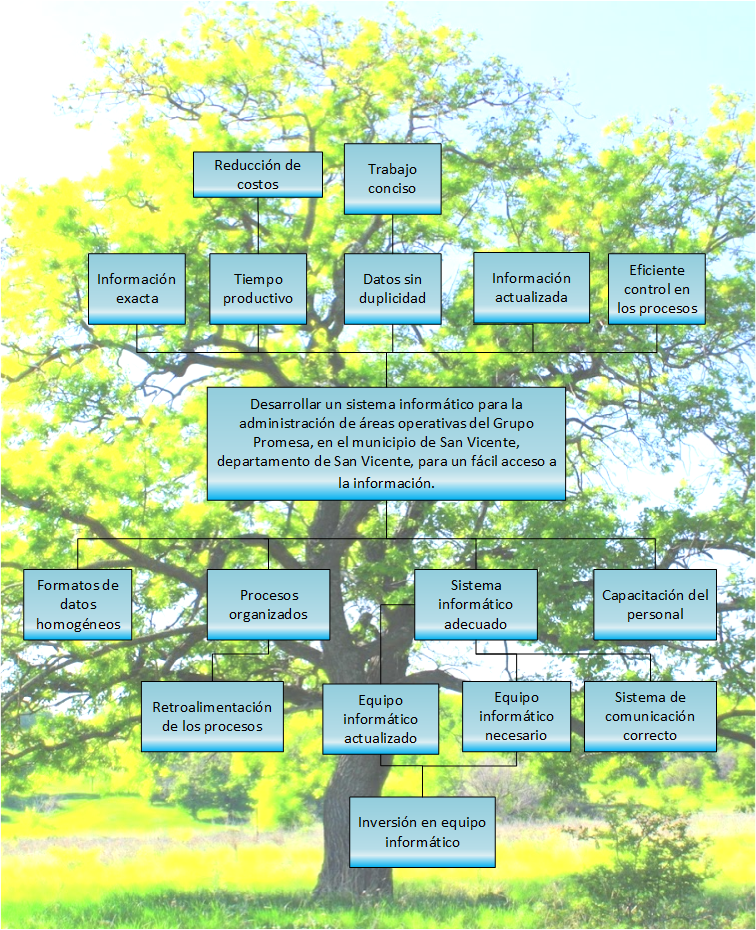 Reducción de
costos
Trabajo
conciso
Información
exacta
Tiempo
productivo
Datos sin
duplicidad
Información
actualizada
Eficiente
control en
los procesos
Desarrollar un sistema informático para la
administración de áreas operativas del Grupo
Promesa, en el municipio de San Vicente,
departamento de San Vicente, para un fácil acceso a
la información.
Formatos de
datos
homogéneos
Procesos
organizados
Sistema
informático
adecuado
Capacitación del
personal
Retroalimentación
de los procesos
Equipo
informático
actualizado
Equipo
informático
necesario
Sistema de
comunicación
correcto
Inversión en equipo
informático